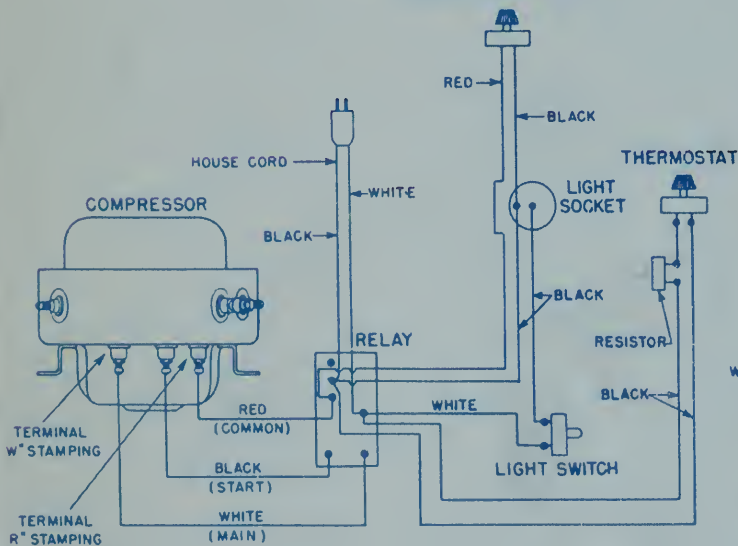 RED
BLACK
HOUSE CORD
WHITE
THERMOSTAT
LIGHT
SOCKET
COMPRESSOR
BLACK
BLACK
RELAY
RESISTOR
W
BLACK
WHITE
RED
(COMMON)
TERMINAL
W" STAMPING
LIGHT SWITCH
BLACK
(START)
TERMINAL
R" STAMPING
WHITE
(MAIN)